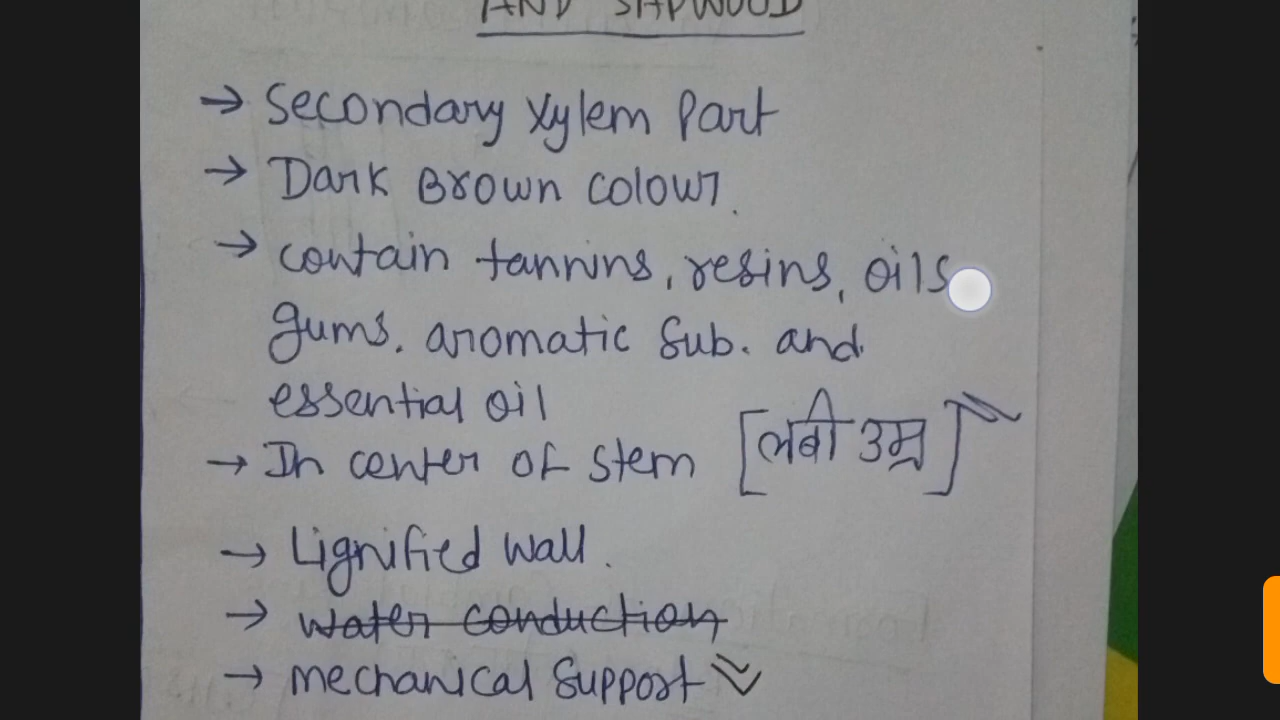 AND SAPWOOD
→ Secondary Xylem Part
→ Dark Brown colour.
→ contain tannins, resins, oils
gums. aromatic sub. and
essential oil
→ In center of stem [लंबी उम्र]
→ Lignified wall.
→ water conduction
→ mechanical support